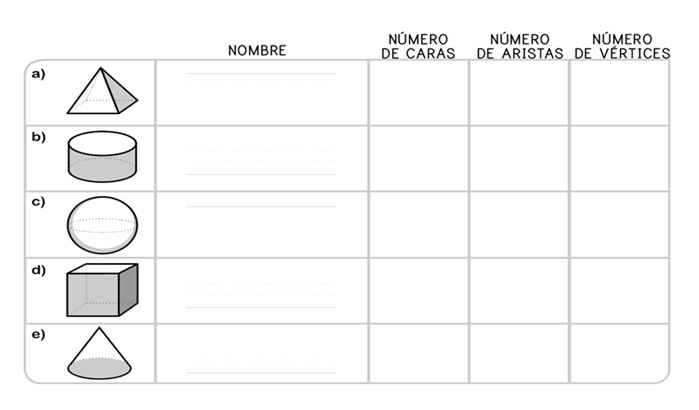 NOMBRE
NÚMERO
DE CARAS
NÚMERO
DE ARISTAS
NÚMERO
DE VÉRTICES
a)
b)
c)
d)
e)